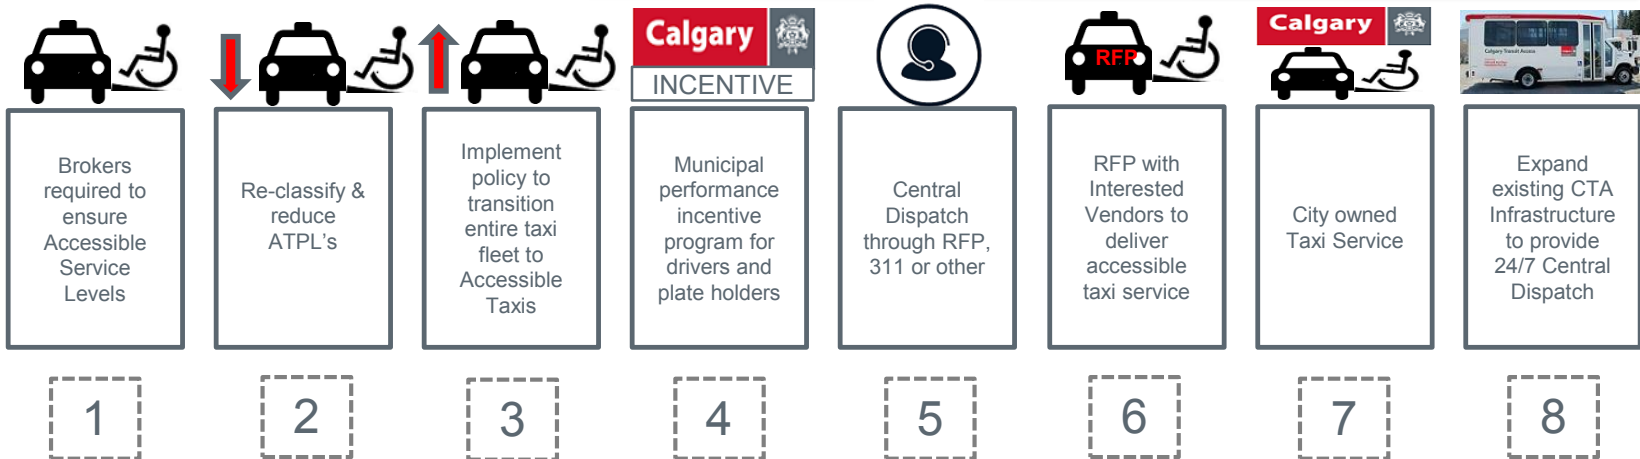 Calgary
INCENTIVE
RFP
Calgary
Calgary Transit Access
Brokers
required to
ensure
Accessible
Service
Levels
Re-classify &
reduce
ATPL's
Implement
policy to
transition
entire taxi
fleet to
Accessible
Taxis
Municipal
performance
incentive
program for
drivers and
plate holders
Central
Dispatch
through RFP,
311 or other
RFP with
Interested
Vendors to
deliver
accessible
taxi service
City owned
Taxi Service
Expand
existing CTA
Infrastructure
to provide
24/7 Central
Dispatch
1
2
3
4
5
6
7
8